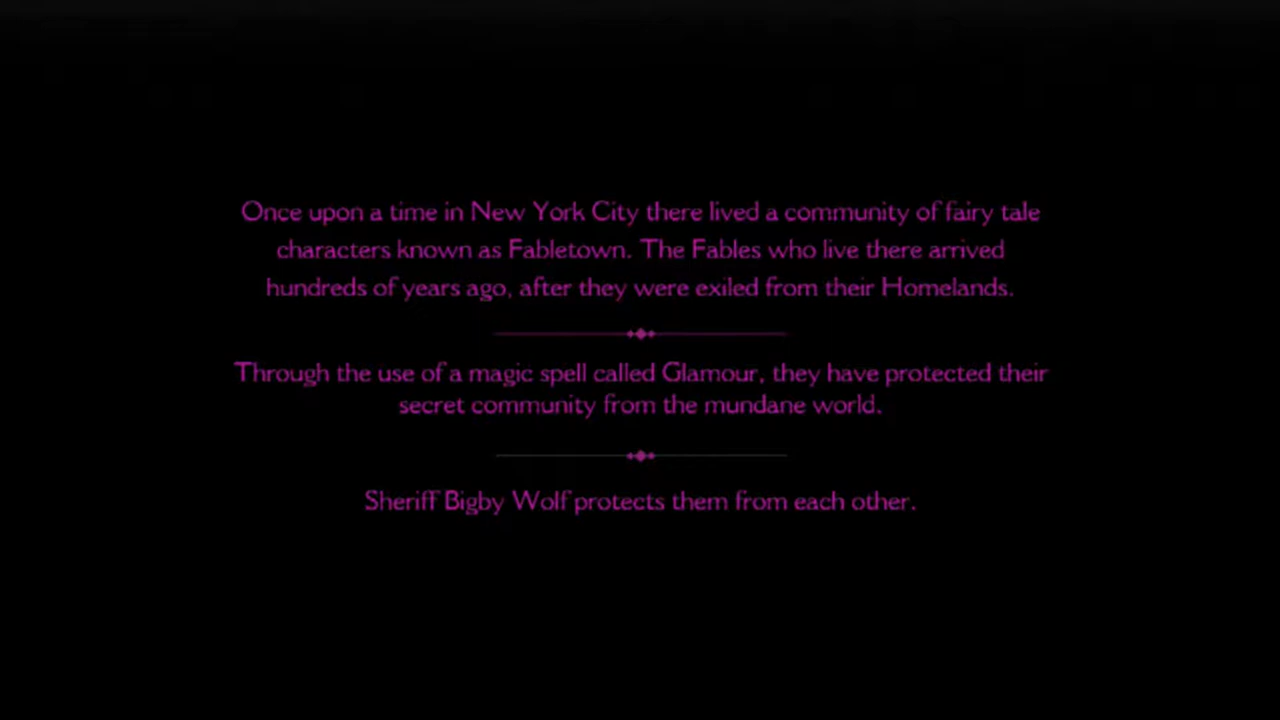 Once upon a time in New York City there lived a community of fairy tale
characters known as Fabletown. The Fables who live there arrived
hundreds of years ago, after they were exiled from their Homelands.
Through the use of a magic spell called Glamour, they have protected their
secret community from the mundane world.
Sheriff Bigby Wolf protects them from each other.